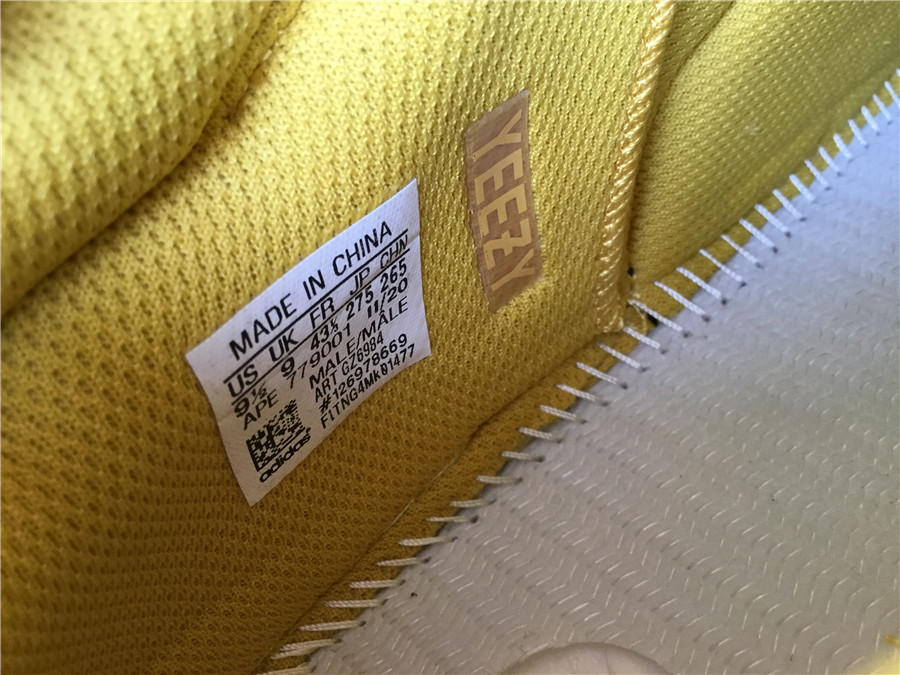 MADE IN CHINA
US UK FR JP CHN
9½ 9 43⅓ 275 265
APE 779001 11/20
MALE/MÂLE
ART GZ6984
#126978669
F1TNG4MK01477
adidas
YEEZY